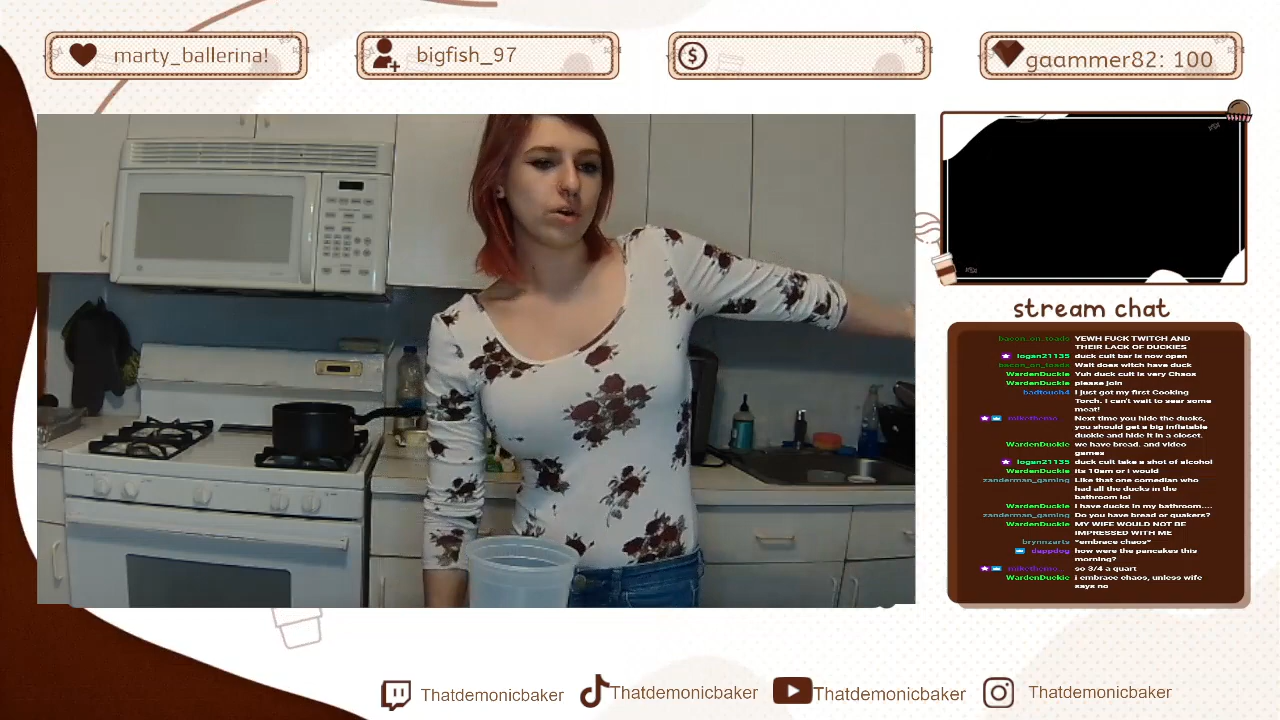 marty_ballerina!
bigfish_97
gaammer82: 100
stream chat
bacon_on_toads YEWH FUCK TWITCH AND
THEIR LACK OF DUCKIES
logan21135 duck cult bar is now open
bacon_on_toads Wait does witch have duck
WardenDuckie Yuh duck cult is very Chaos
WardenDuckie please join
badtouch4 I just got my first Cooking
Torch. I can't wait to sear some
meat!
Next time you hide the ducks,
you should get a big inflatable
duckie and hide it in a closet.
WardenDuckie we have bread. and video
games
logan21135 duck cult take a shot of alcohol
WardenDuckie its 10am or i would
zanderman_gaming Like that one comedian who
had all the ducks in the
bathroom lol
WardenDuckie I have ducks in my bathroom....
zanderman_gaming Do you have bread or quakers?
WardenDuckie MY WIFE WOULD NOT BE
IMPRESSED WITH ME
brynnzarts *embrace chaos*
dappdog how were the pancakes this
morning?
so 3/4 a quart
WardenDuckie i embrace chaos, unless wife
says no
Thatdemonicbaker
Thatdemonicbaker
Thatdemonicbaker
Thatdemonicbaker